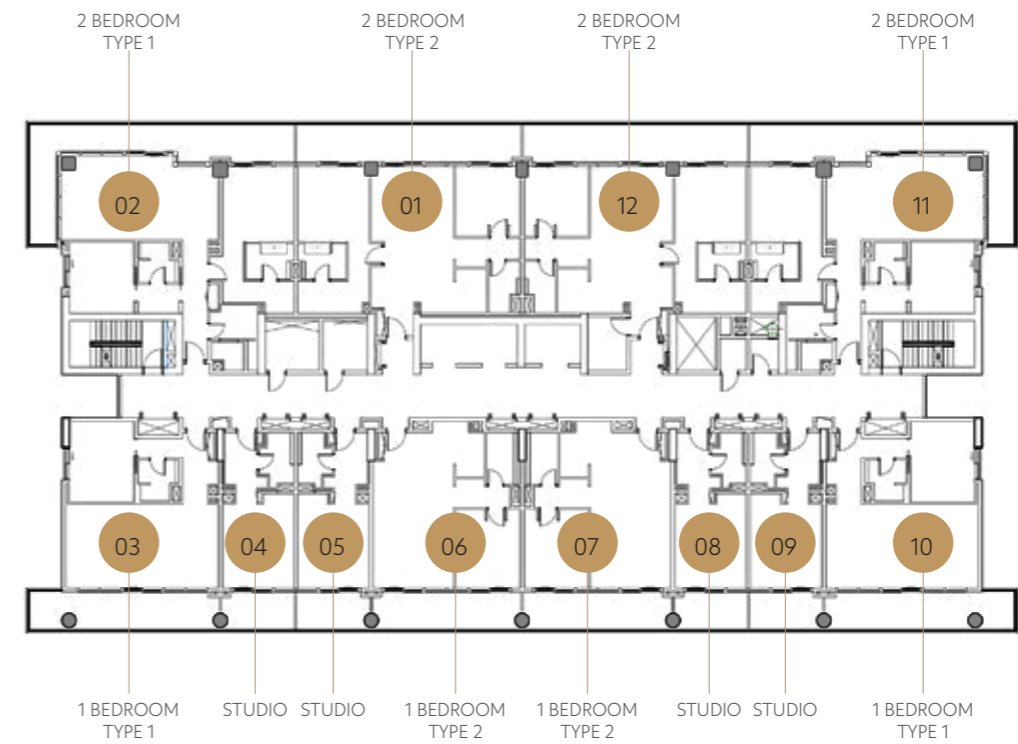 2 BEDROOM
TYPE 1
2 BEDROOM
TYPE 2
2 BEDROOM
TYPE 2
2 BEDROOM
TYPE 1
02
01
12
11
03
04
05
06
07
08
09
10
1 BEDROOM
TYPE 1
STUDIO
STUDIO
1 BEDROOM
TYPE 2
1 BEDROOM
TYPE 2
STUDIO
STUDIO
1 BEDROOM
TYPE 1